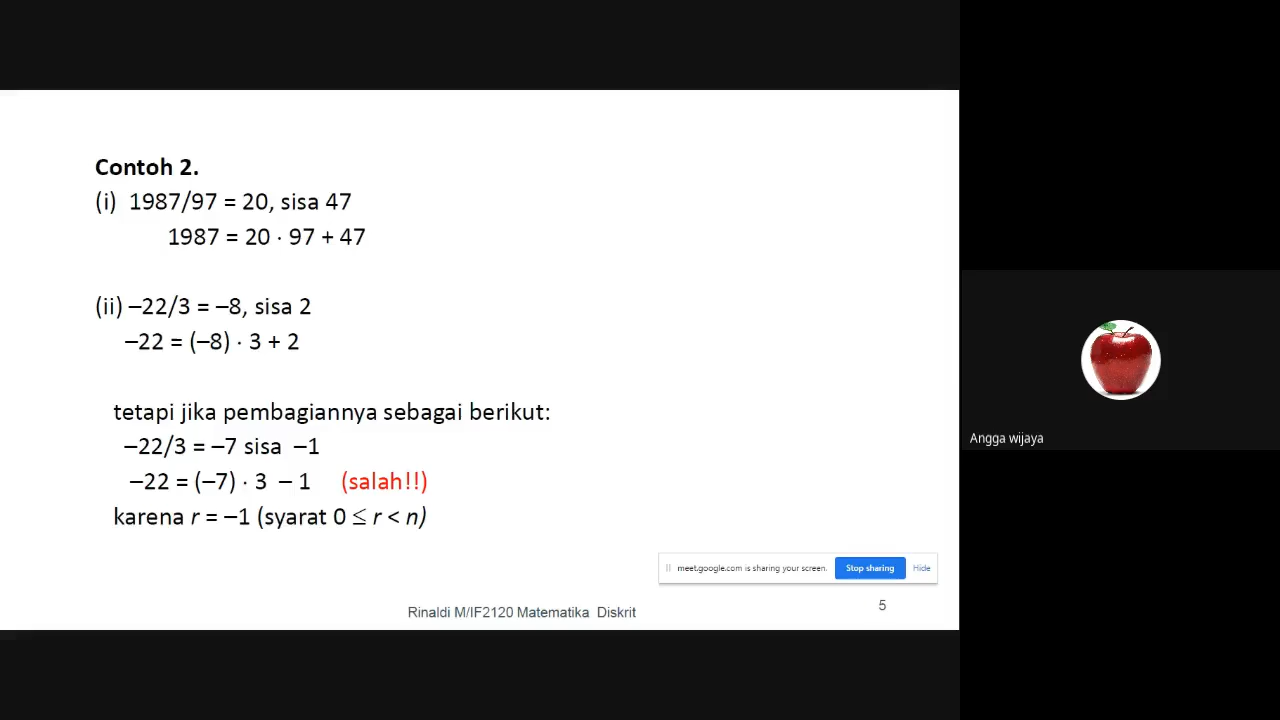 Contoh 2.
(i) 1987/97 = 20, sisa 47
1987 = 20 · 97 + 47
(ii) –22/3 = –8, sisa 2
–22 = (–8) · 3 + 2
tetapi jika pembagiannya sebagai berikut:
–22/3 = –7 sisa –1
–22 = (–7) · 3 – 1 (salah!!)
karena r = –1 (syarat 0 ≤ r < n)
meet.google.com is sharing your screen. Stop sharing Hide
Rinaldi M/IF2120 Matematika Diskrit 5
Angga wijaya